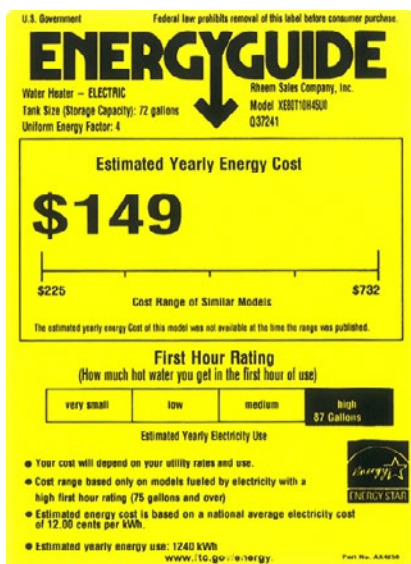 U.S. Government Federal law prohibits removal of this label before consumer purchase.
ENERGYGUIDE
Water Heater – ELECTRIC
Tank Size (Storage Capacity): 72 gallons
Uniform Energy Factor: 4
Rheem Sales Company, Inc.
Model XE80T10H45U0
Q37241
Estimated Yearly Energy Cost
$149
$225 $732
Cost Range of Similar Models
The estimated yearly energy Cost of this model was not available at the time the range was published.
First Hour Rating
(How much hot water you get in the first hour of use)
very small low medium high
87 Gallons
Estimated Yearly Electricity Use
● Your cost will depend on your utility rates and use.
● Cost range based only on models fueled by electricity with a
high first hour rating (75 gallons and over)
● Estimated energy cost is based on a national average electricity cost
of 12.00 cents per kWh.
● Estimated yearly energy use: 1240 kWh
energy
ENERGY STAR
www.ftc.gov/energy.
Part No.